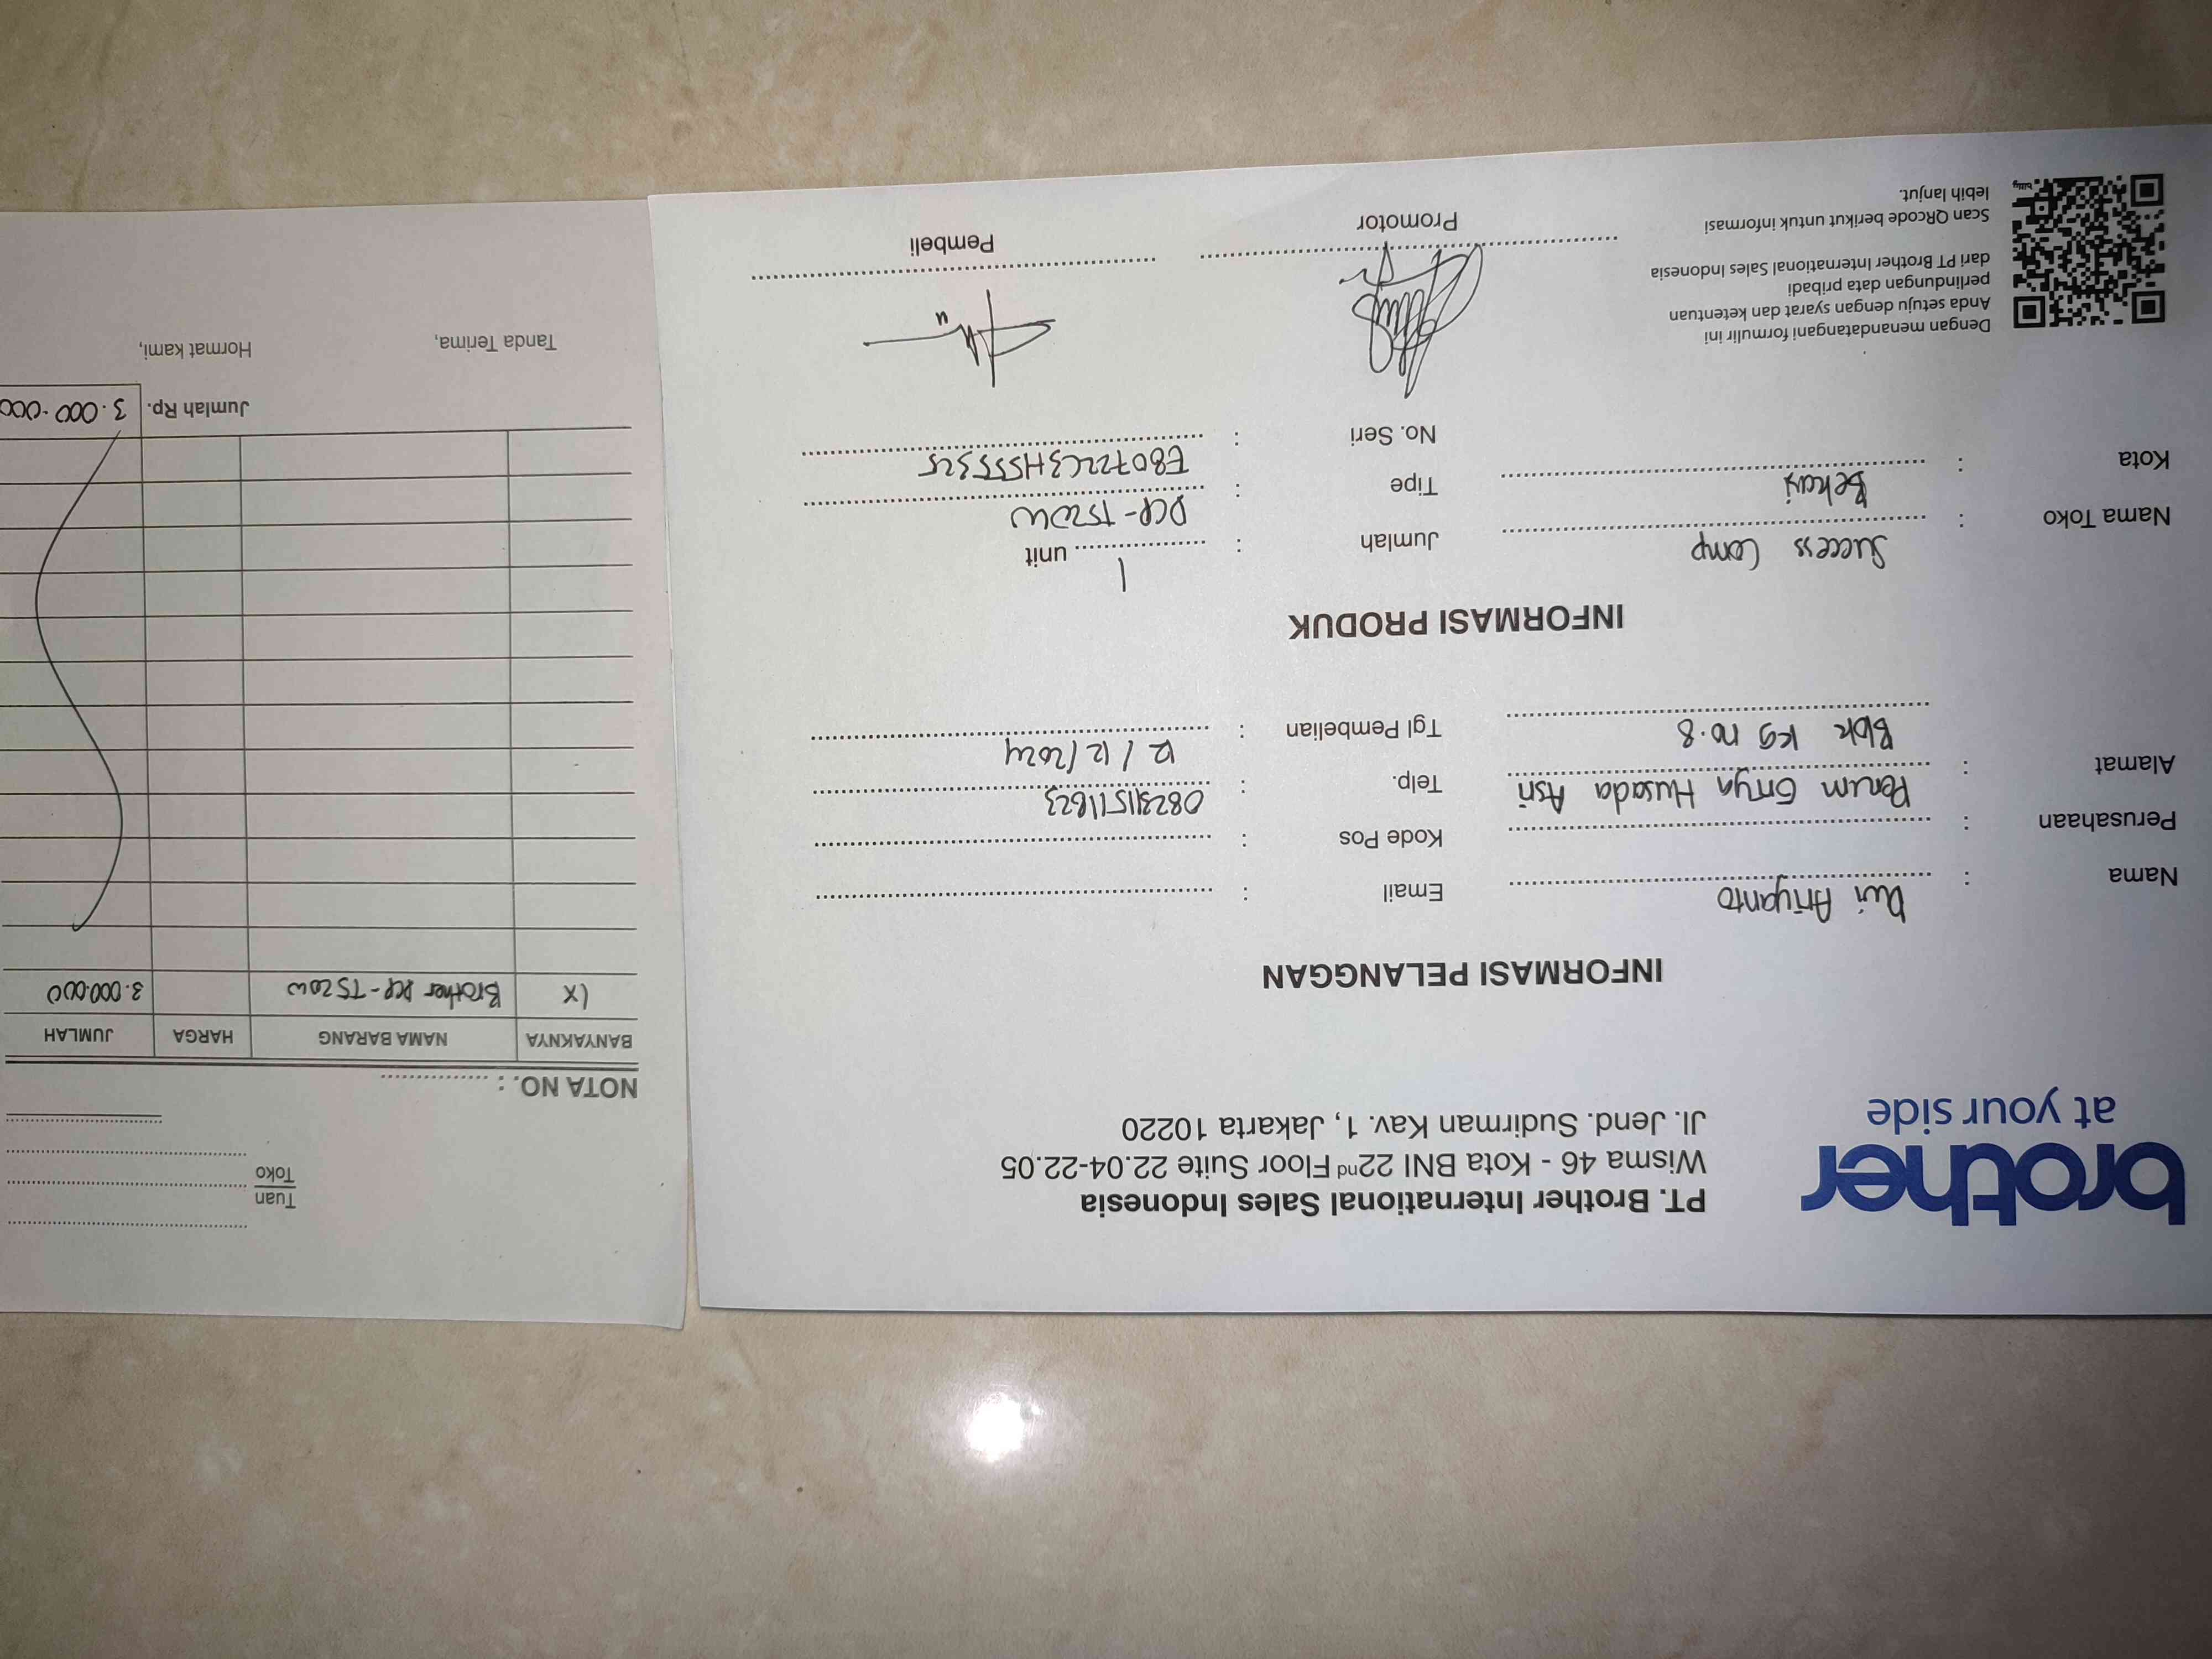 brother
at your side
PT. Brother International Sales Indonesia
Wisma 46 - Kota BNI 22nd Floor Suite 22.04-22.05
Jl. Jend. Sudirman Kav. 1, Jakarta 10220
INFORMASI PELANGGAN
Nama : Dwi Ariyanto
Perusahaan :
Alamat : Perum Griya Husada Asri
Blok K9 no.8
Email :
Kode Pos :
Telp. :
Tgl Pembelian : 12 / 12 / 2024
INFORMASI PRODUK
Nama Toko : Success Comp
Kota : Bekasi
Jumlah : 1 unit
Tipe : DCP-T520W
No. Seri : E80722C3H555325
Dengan menandatangani formulir ini
Anda setuju dengan syarat dan ketentuan
perlindungan data pribadi
dari PT Brother International Sales Indonesia
Scan QRcode berikut untuk informasi
lebih lanjut.
bitly
Promotor
Pembeli
Tuan
Toko
NOTA NO. :
BANYAKNYA NAMA BARANG HARGA JUMLAH
1x Brother DCP-T520W 3.000.000
Jumlah Rp. 3.000.000
Tanda Terima, Hormat kami,